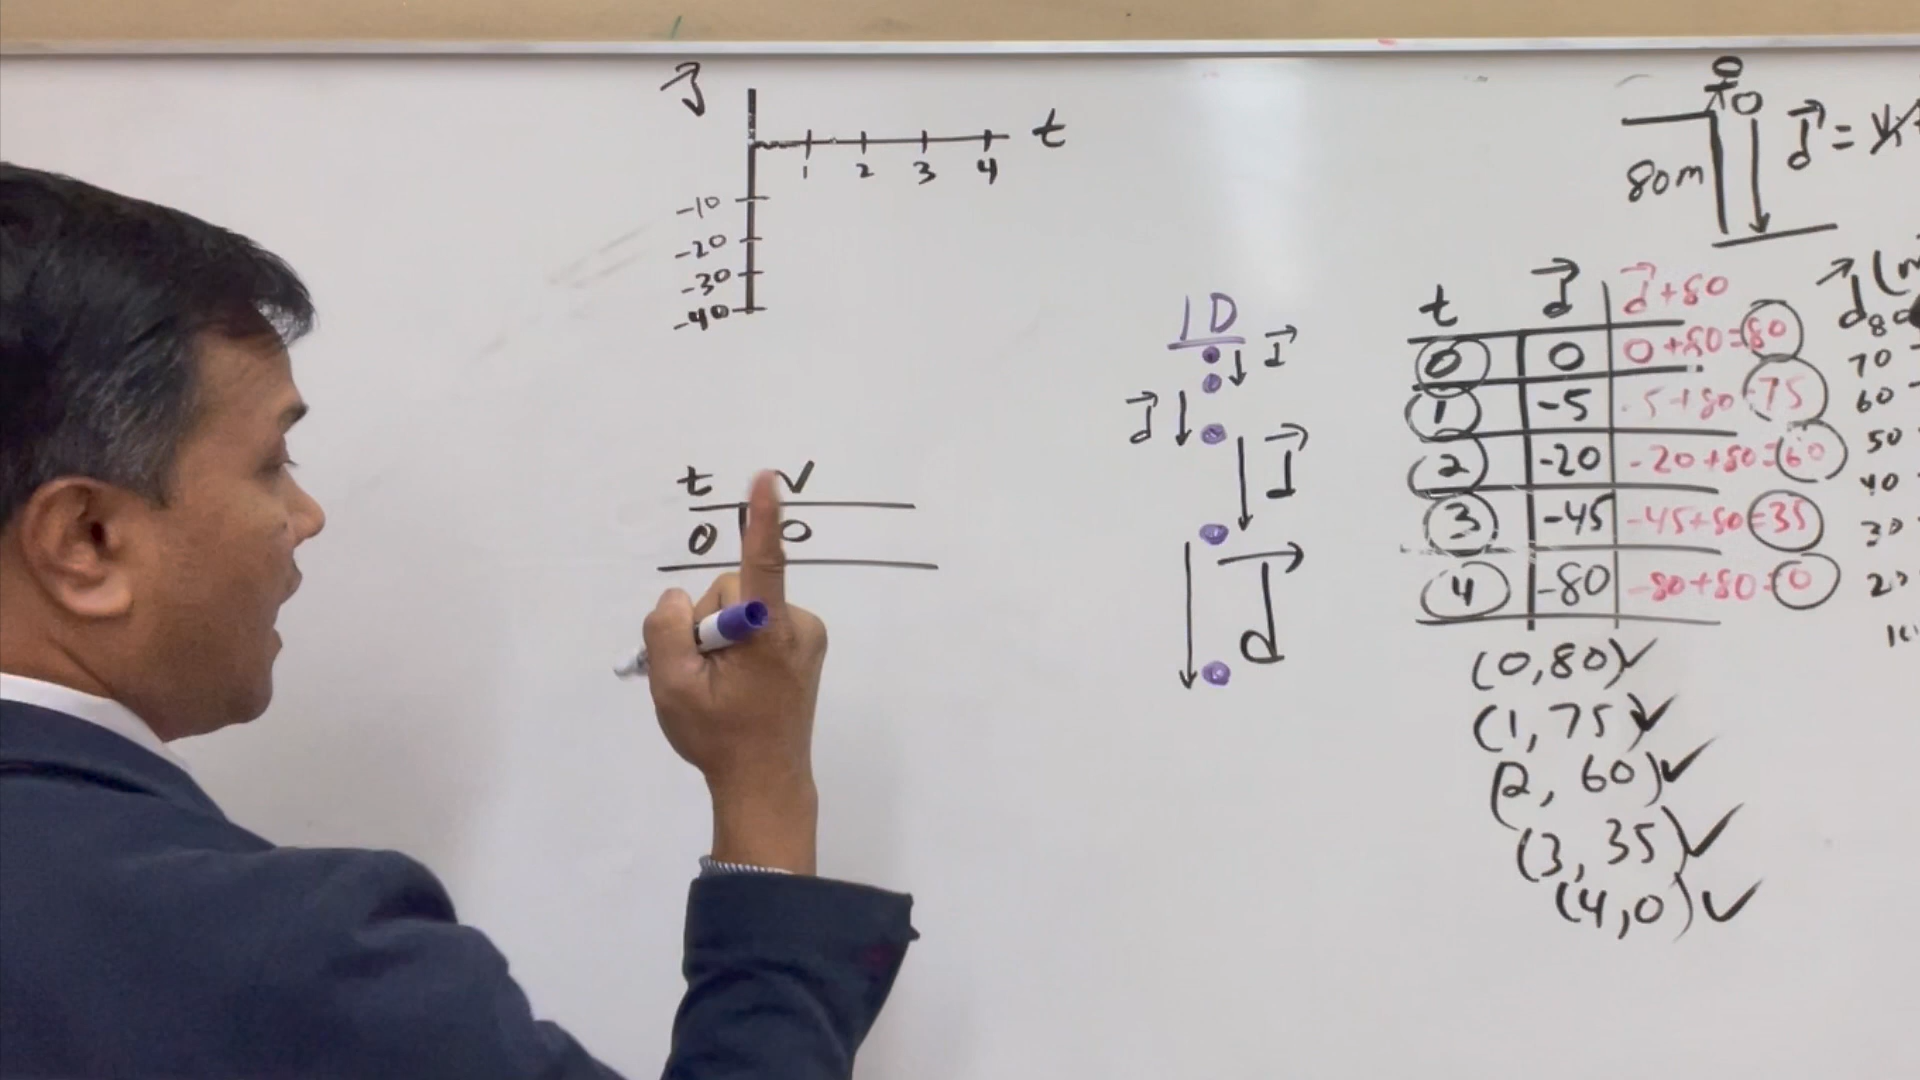 v t
1 2 3 4
-10
-20
-30
-40
t v
0 0
1D
d
d
d
d
80m d =
t d d+80
0 0 0+80=80
1 -5 -5+80=75
2 -20 -20+80=60
3 -45 -45+80=35
4 -80 -80+80=0
(0,80)✓
(1,75)✓
(2, 60)✓
(3, 35)✓
(4,0)✓
d (
80
70
60
50
40
30
20